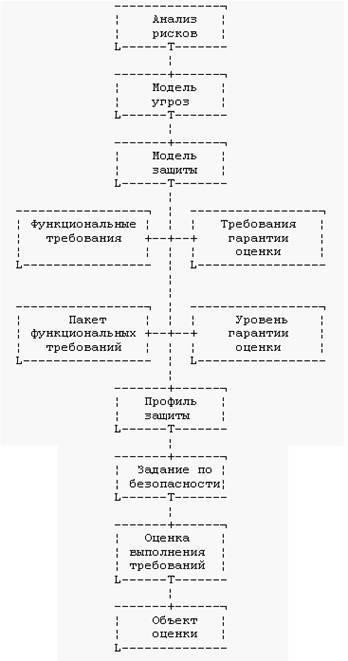 Анализ
рисков
Модель
угроз
Модель
защиты
Функциональные
требования
Требования
гарантии
оценки
Пакет
функциональных
требований
Уровень
гарантии
оценки
Профиль
защиты
Задание по
безопасности
Оценка
выполнения
требований
Объект
оценки